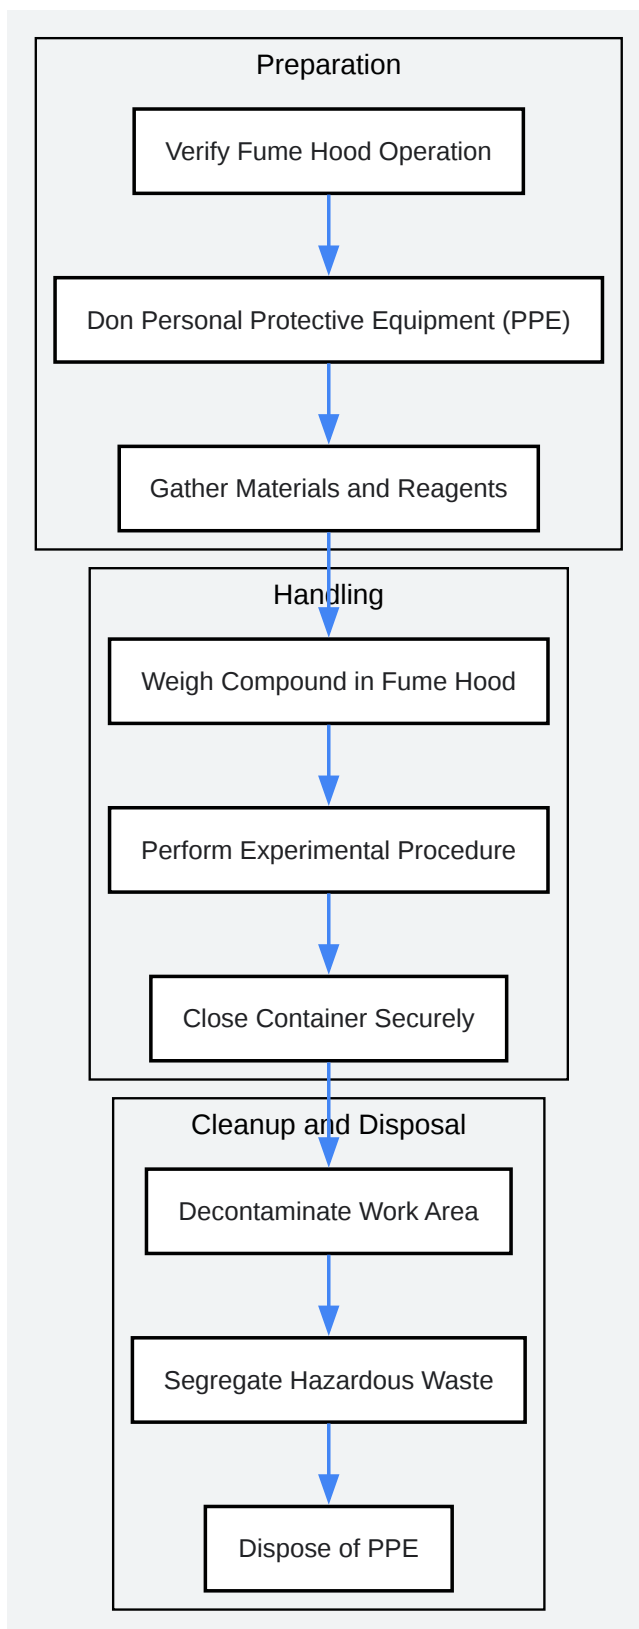 Preparation
Verify Fume Hood Operation
Don Personal Protective Equipment (PPE)
Gather Materials and Reagents
Handling
Weigh Compound in Fume Hood
Perform Experimental Procedure
Close Container Securely
Cleanup and Disposal
Decontaminate Work Area
Segregate Hazardous Waste
Dispose of PPE